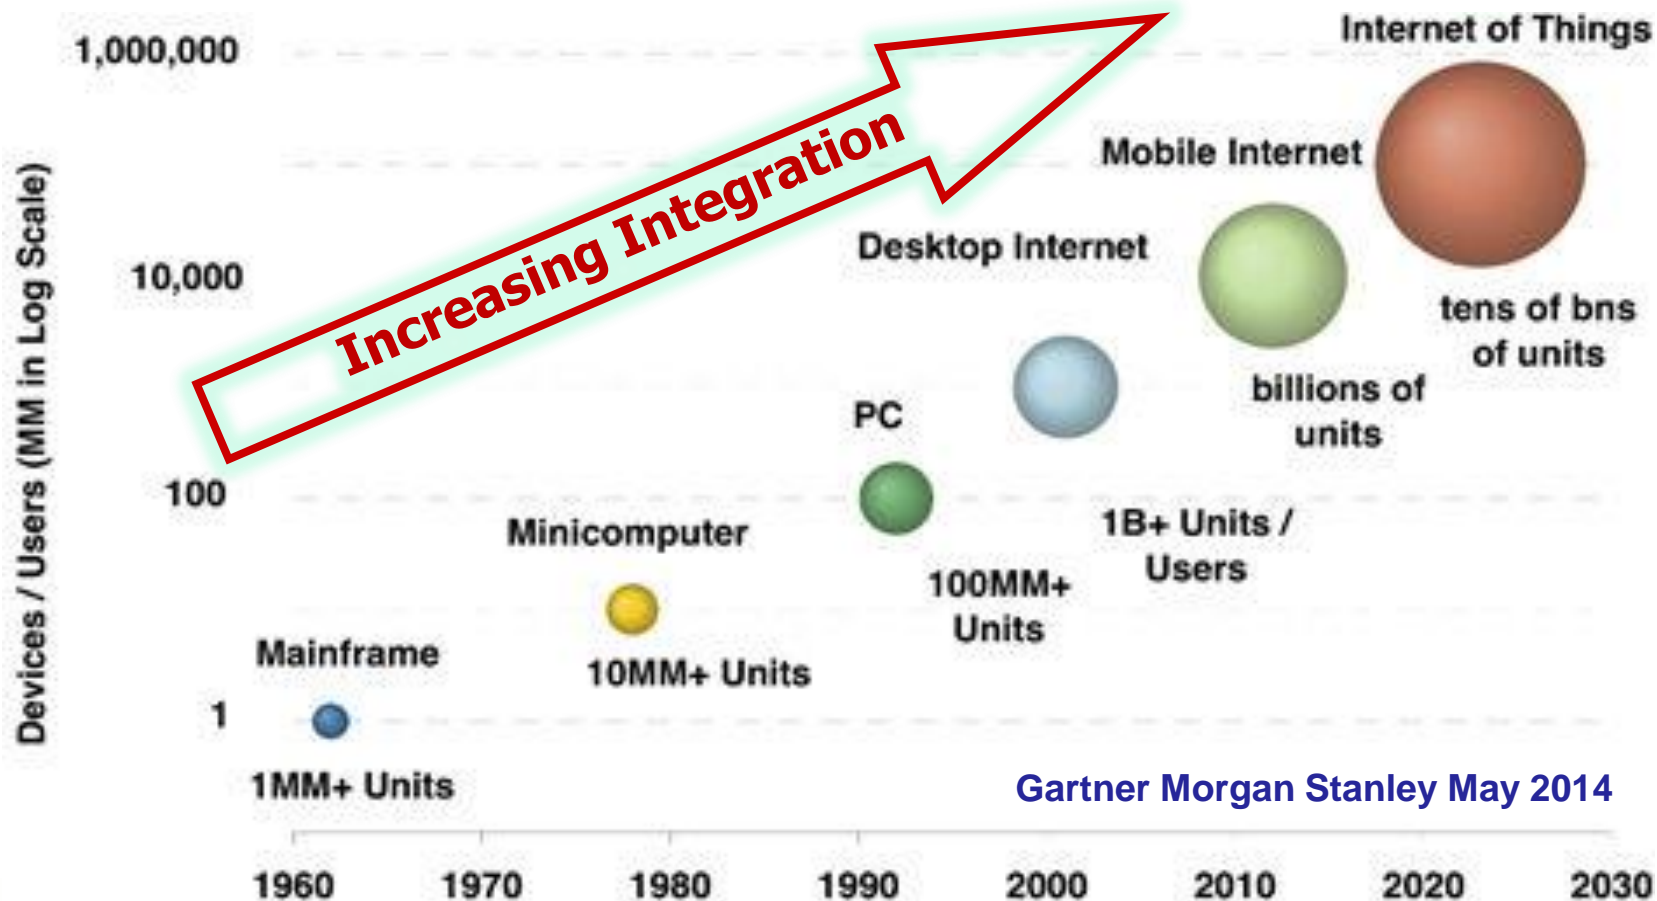 Internet of Things
1,000,000
Increasing Integration
Mobile Internet
Desktop Internet
10,000
tens of bns
of units
billions of
units
PC
100
1B+ Units /
Users
Minicomputer
100MM+
Units
Mainframe
10MM+ Units
1
1MM+ Units
Gartner Morgan Stanley May 2014
Devices / Users (MM in Log Scale)
1960 1970 1980 1990 2000 2010 2020 2030